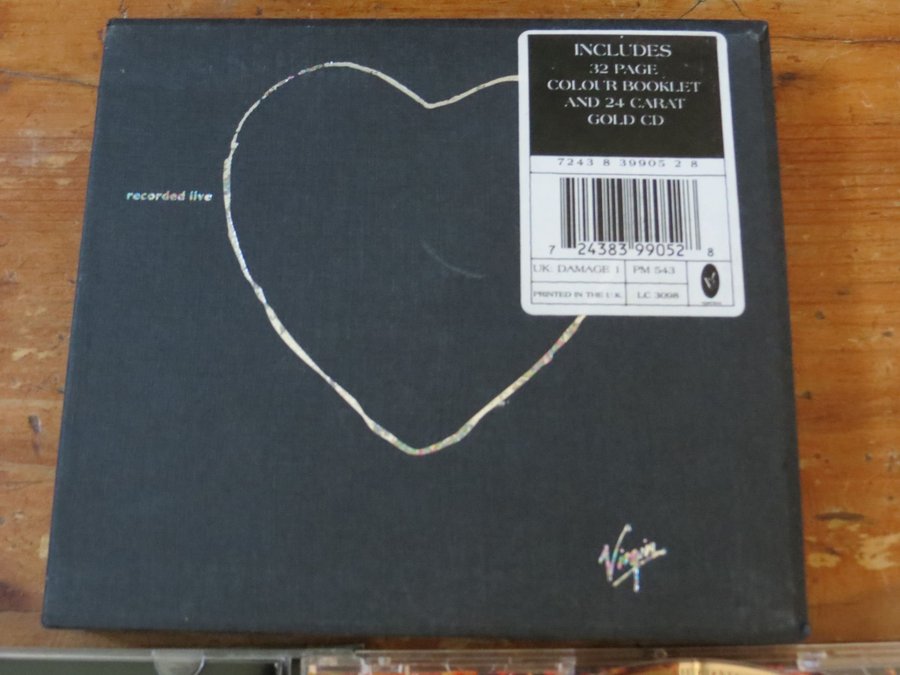 INCLUDES
32 PAGE
COLOUR BOOKLET
AND 24 CARAT
GOLD CD
7243 8 39905 2 8
7 24383 99052 8
UK: DAMAGE 1
PM 543
PRINTED IN THE U.K.
LC 3098
recorded live
Virgin